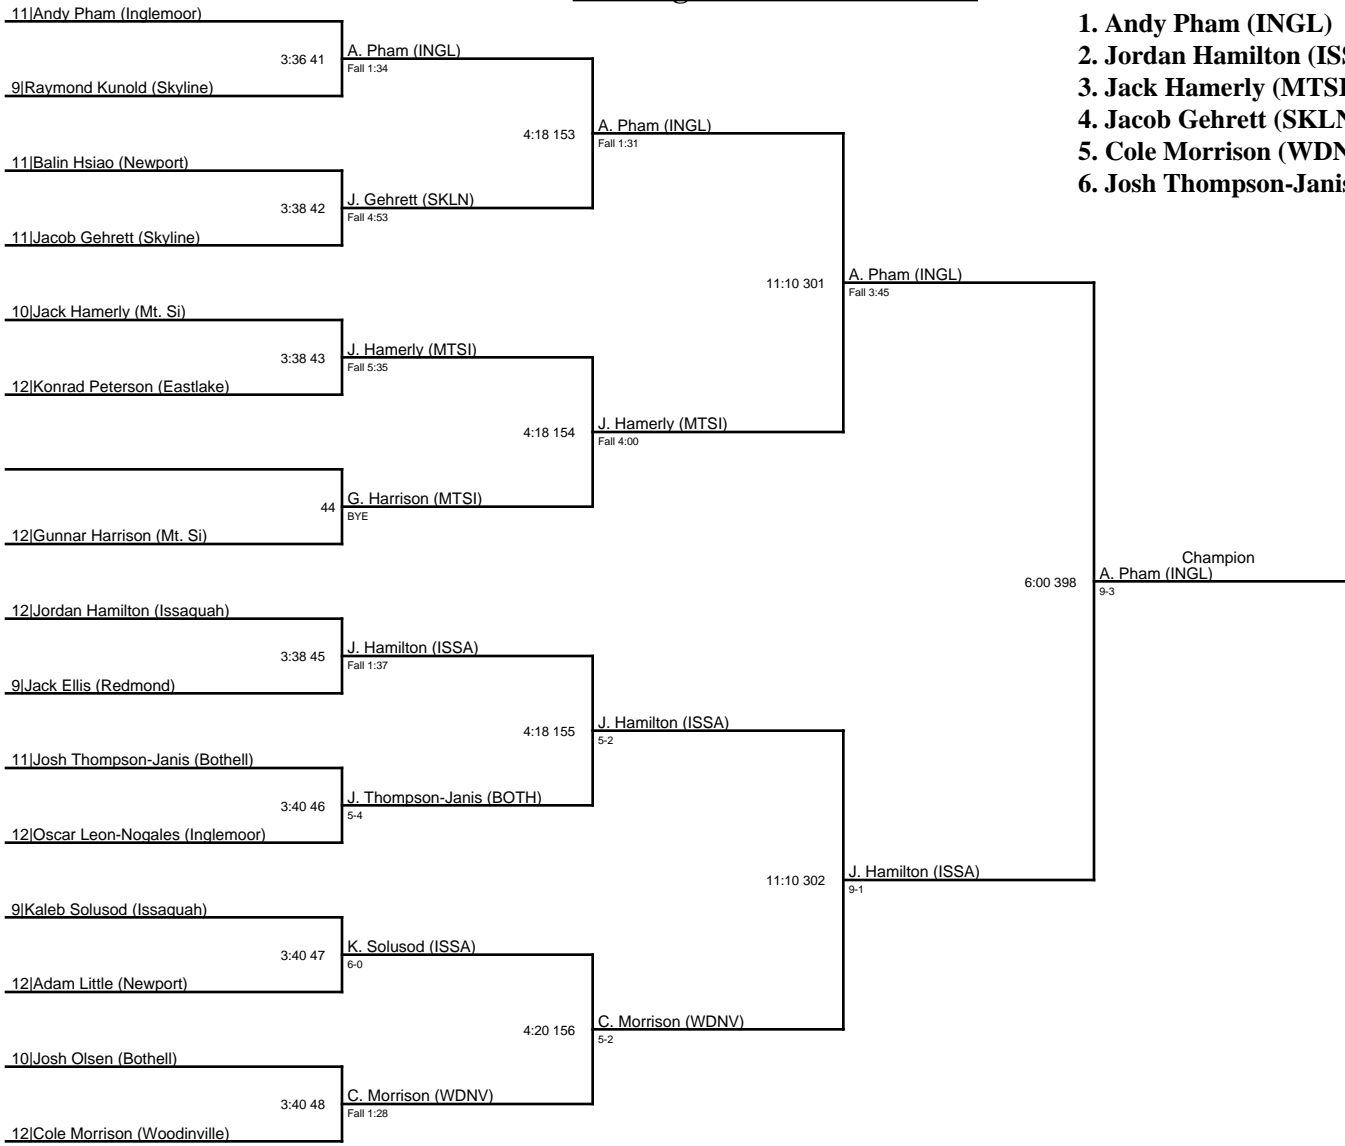 1. Andy Pham (INGL)
2. Jordan Hamilton (IS
3. Jack Hamerly (MTSI
4. Jacob Gehrett (SKLN
5. Cole Morrison (WDN
6. Josh Thompson-Janis
11|Andy Pham (Inglemoor)
3:36 41
A. Pham (INGL)
Fall 1:34
9|Raymond Kunold (Skyline)
4:18 153
A. Pham (INGL)
Fall 1:31
11|Balin Hsiao (Newport)
3:38 42
J. Gehrett (SKLN)
Fall 4:53
11|Jacob Gehrett (Skyline)
11:10 301
A. Pham (INGL)
Fall 3:45
10|Jack Hamerly (Mt. Si)
3:38 43
J. Hamerly (MTSI)
Fall 5:35
12|Konrad Peterson (Eastlake)
4:18 154
J. Hamerly (MTSI)
Fall 4:00
44
G. Harrison (MTSI)
BYE
12|Gunnar Harrison (Mt. Si)
6:00 398
Champion
A. Pham (INGL)
9-3
12|Jordan Hamilton (Issaquah)
3:38 45
J. Hamilton (ISSA)
Fall 1:37
9|Jack Ellis (Redmond)
4:18 155
J. Hamilton (ISSA)
5-2
11|Josh Thompson-Janis (Bothell)
3:40 46
J. Thompson-Janis (BOTH)
5-4
12|Oscar Leon-Nogales (Inglemoor)
11:10 302
J. Hamilton (ISSA)
9-1
9|Kaleb Solusod (Issaquah)
3:40 47
K. Solusod (ISSA)
6-0
12|Adam Little (Newport)
4:20 156
C. Morrison (WDNV)
5-2
10|Josh Olsen (Bothell)
3:40 48
C. Morrison (WDNV)
Fall 1:28
12|Cole Morrison (Woodinville)